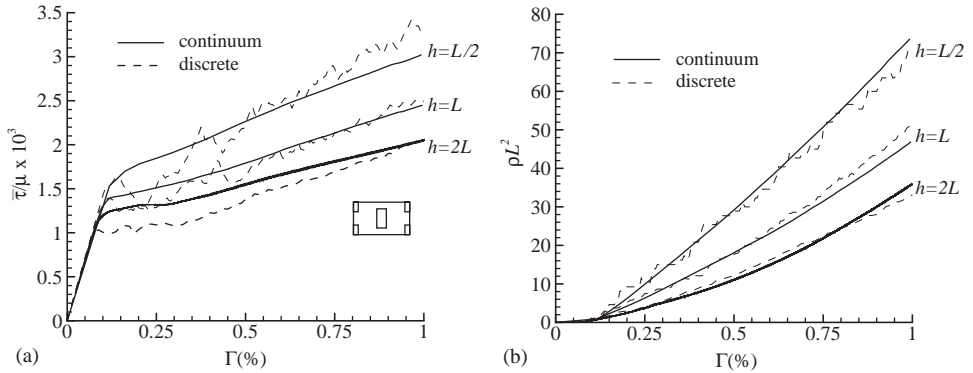 3.5
3
2.5
2
1.5
1
0.5
0
τ̄/μ x 10³
continuum
discrete
h=L/2
h=L
h=2L
0 0.25 0.5 0.75 1
(a) Γ(%)
80
70
60
50
40
30
20
10
0
ρL²
continuum
discrete
h=L/2
h=L
h=2L
0 0.25 0.5 0.75 1
(b) Γ(%)